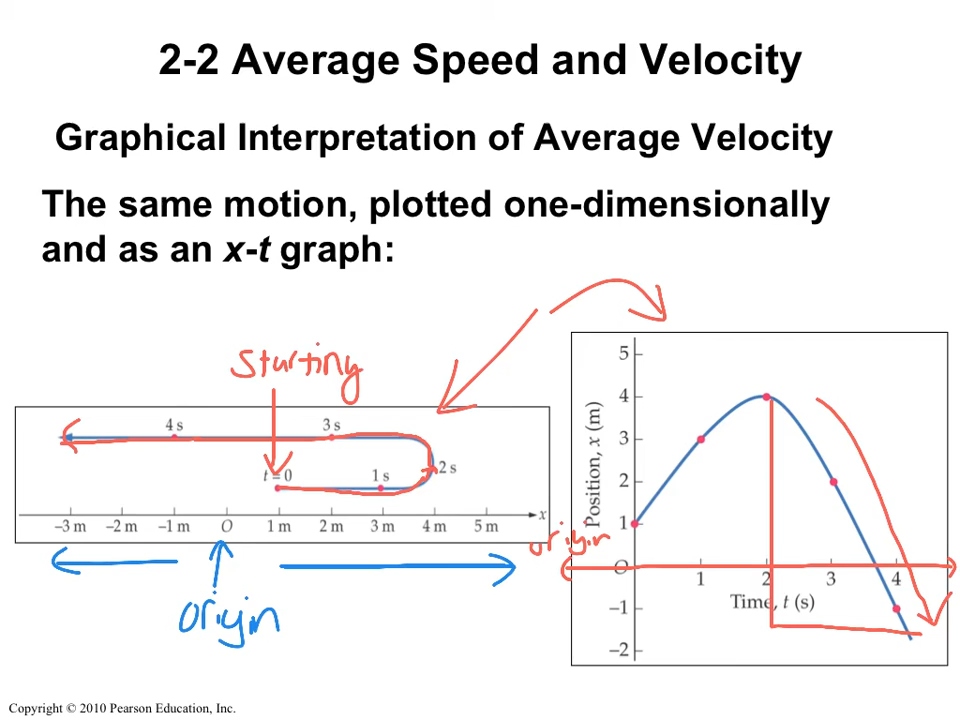 2-2 Average Speed and Velocity
Graphical Interpretation of Average Velocity
The same motion, plotted one-dimensionally
and as an x-t graph:
Starting
4 s
3 s
2 s
t = 0
1 s
–3 m –2 m –1 m O 1 m 2 m 3 m 4 m 5 m x
origin
Position, x (m)
5
4
3
2
1
O
–1
–2
1 2 3 4
Time, t (s)
origin
Copyright © 2010 Pearson Education, Inc.